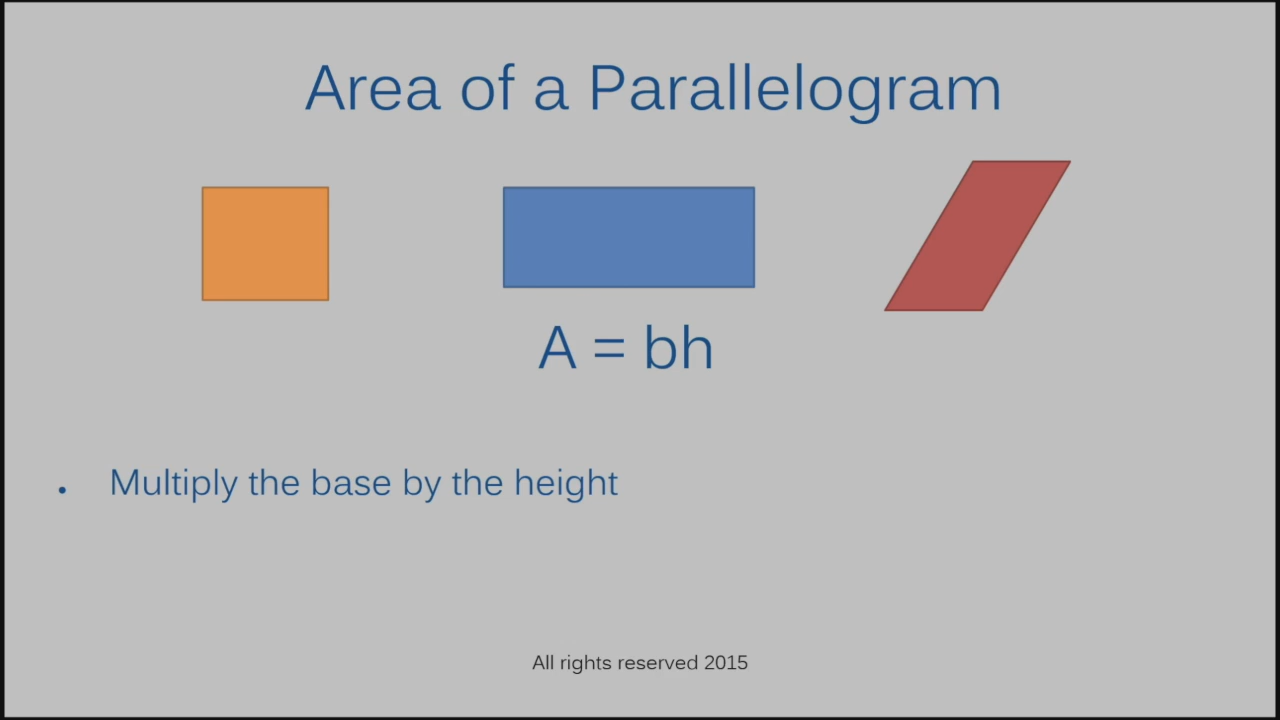 Area of a Parallelogram
A = bh
• Multiply the base by the height
All rights reserved 2015